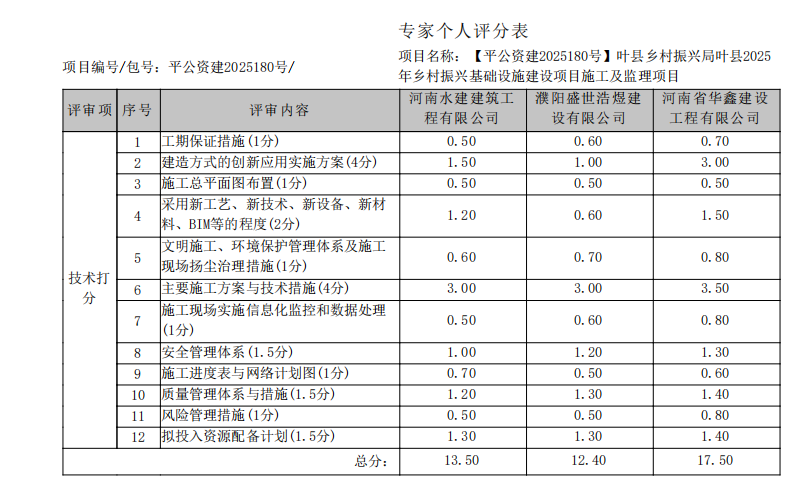 专家个人评分表
项目编号/包号: 平公资建2025180号/
项目名称: 【平公资建2025180号】叶县乡村振兴局叶县2025
年乡村振兴基础设施建设项目施工及监理项目
评审项 序号 评审内容 河南水建建筑工程有限公司 濮阳盛世浩煜建设有限公司 河南省华鑫建设工程有限公司
技术打分
1 工期保证措施(1分) 0.50 0.60 0.70
2 建造方式的创新应用实施方案(4分) 1.50 1.00 3.00
3 施工总平面图布置(1分) 0.50 0.50 0.50
4 采用新工艺、新技术、新设备、新材料、BIM等的程度(2分) 1.20 0.60 1.50
5 文明施工、环境保护管理体系及施工现场扬尘治理措施(1分) 0.60 0.70 0.80
6 主要施工方案与技术措施(4分) 3.00 3.00 3.50
7 施工现场实施信息化监控和数据处理(1分) 0.50 0.60 0.80
8 安全管理体系(1.5分) 1.00 1.20 1.30
9 施工进度表与网络计划图(1分) 0.70 0.50 0.60
10 质量管理体系与措施(1.5分) 1.20 1.30 1.40
11 风险管理措施(1分) 0.50 0.50 0.80
12 拟投入资源配备计划(1.5分) 1.30 1.30 1.40
总分: 13.50 12.40 17.50